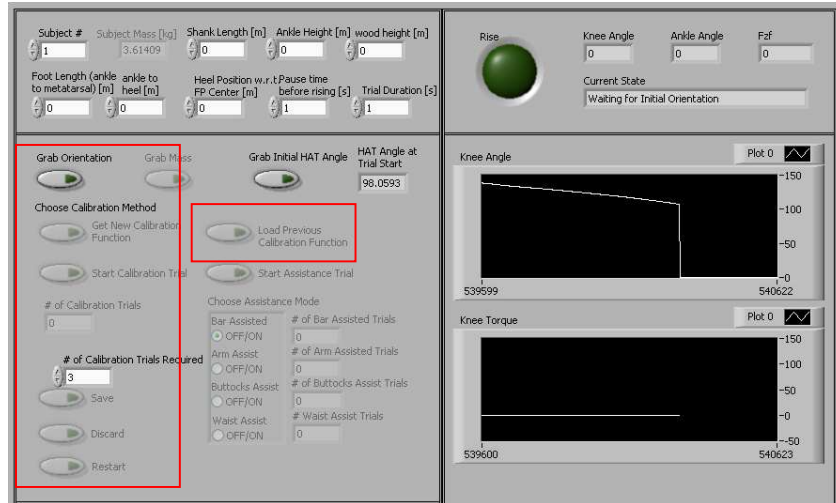 Subject #
1
Subject Mass [kg]
3.61409
Shank Length [m]
0
Ankle Height [m]
0
wood height [m]
0
Foot Length (ankle
to metatarsal) [m]
0
ankle to
heel [m]
0
Heel Position w.r.t.
FP Center [m]
0
Pause time
before rising [s]
1
Trial Duration [s]
1
Rise
Knee Angle
0
Ankle Angle
0
Fzf
0
Current State
Waiting for Initial Orientation
Grab Orientation
Grab Mass
Grab Initial HAT Angle
HAT Angle at
Trial Start
98.0593
Choose Calibration Method
Get New Calibration
Function
Load Previous
Calibration Function
Start Calibration Trial
Start Assistance Trial
# of Calibration Trials
0
# of Calibration Trials Required
3
Save
Discard
Restart
Choose Assistance Mode
Bar Assisted
OFF/ON
# of Bar Assisted Trials
0
Arm Assist
OFF/ON
# of Arm Assisted Trials
0
Buttocks Assist
OFF/ON
# of Buttocks Assist Trials
0
Waist Assist
OFF/ON
# Waist Assist Trials
0
Knee Angle
Plot 0
-150
-100
-50
-0
539599
540622
Knee Torque
Plot 0
-150
-100
-50
-0
--50
539600
540623